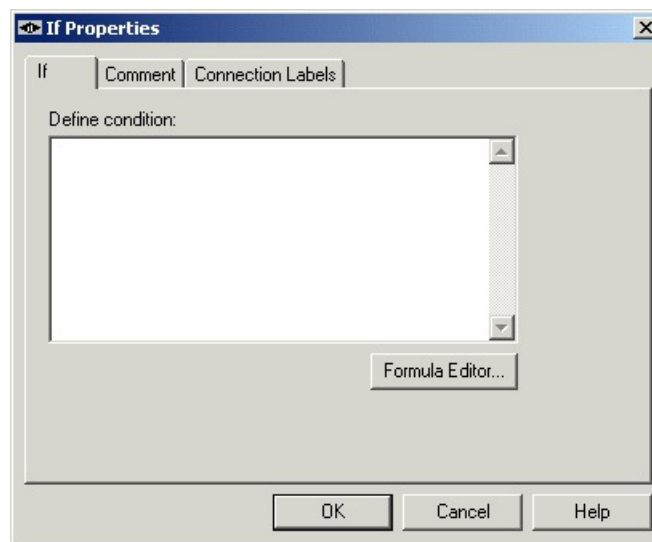 If Properties
If Comment Connection Labels
Define condition:
Formula Editor...
OK Cancel Help